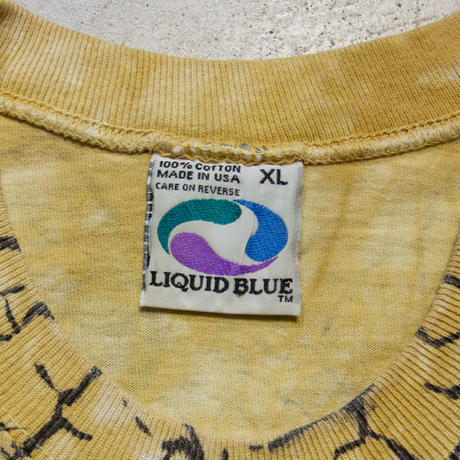 100% COTTON XL
MADE IN USA
CARE ON REVERSE
LIQUID BLUE
TM